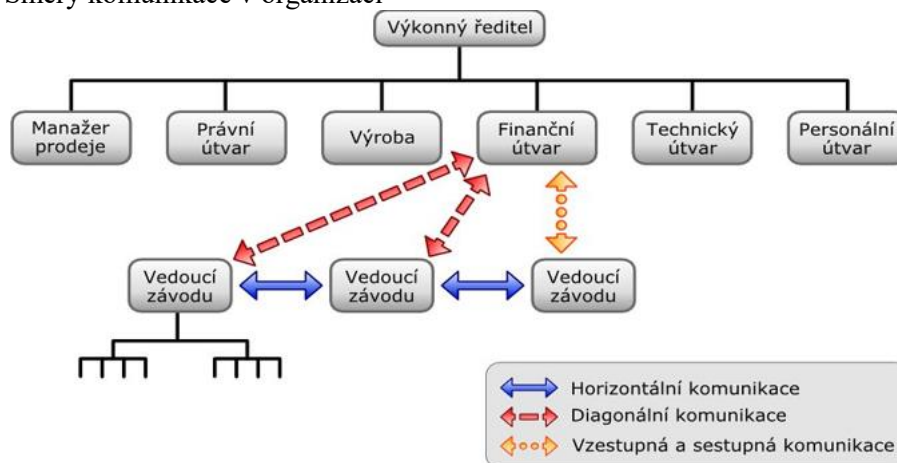 Směry komunikace v organizaci
Výkonný ředitel
Manažer
prodeje
Právní
útvar
Výroba
Finanční
útvar
Technický
útvar
Personální
útvar
Vedoucí
závodu
Vedoucí
závodu
Vedoucí
závodu
Horizontální komunikace
Diagonální komunikace
Vzestupná a sestupná komunikace